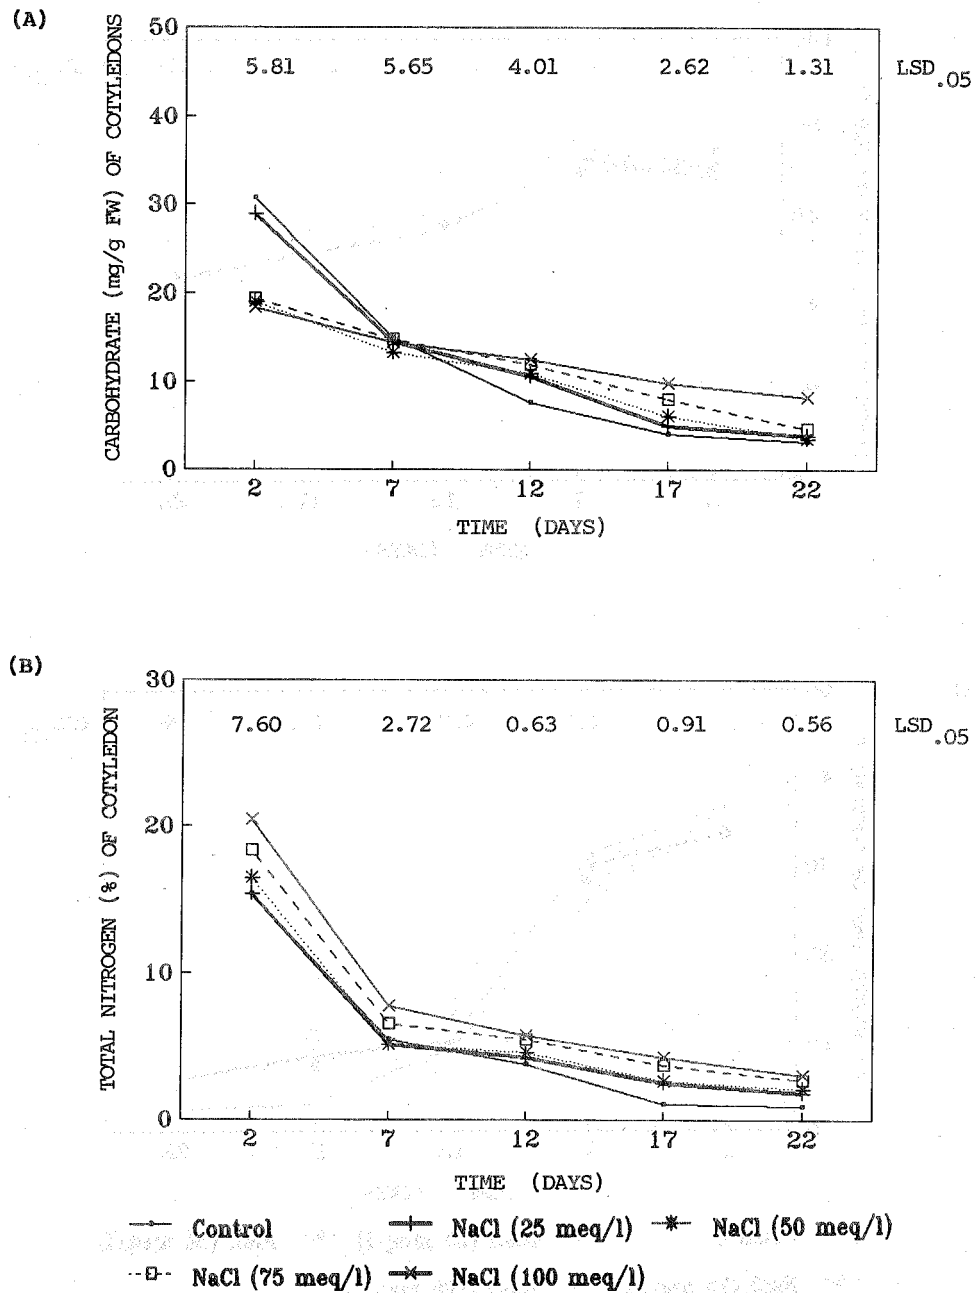 (A)
CARBOHYDRATE (mg/g FW) OF COTYLEDONS
50
40
30
20
10
0
5.81 5.65 4.01 2.62 1.31 LSD.05
2 7 12 17 22
TIME (DAYS)
(B)
TOTAL NITROGEN (%) OF COTYLEDON
30
20
10
0
7.60 2.72 0.63 0.91 0.56 LSD.05
2 7 12 17 22
TIME (DAYS)
Control NaCl (25 meq/l) NaCl (50 meq/l)
NaCl (75 meq/l) NaCl (100 meq/l)